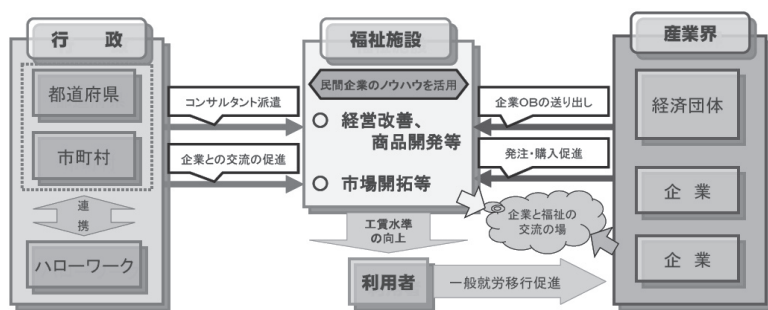 行　政
都道府県
市町村
連
携
ハローワーク
コンサルタント派遣
企業との交流の促進
福祉施設
民間企業のノウハウを活用
○ 経営改善、
商品開発等
○ 市場開拓等
工賃水準
の向上
利用者
一般就労移行促進
企業OBの送り出し
発注・購入促進
企業と福祉の
交流の場
産業界
経済団体
企　業
企　業